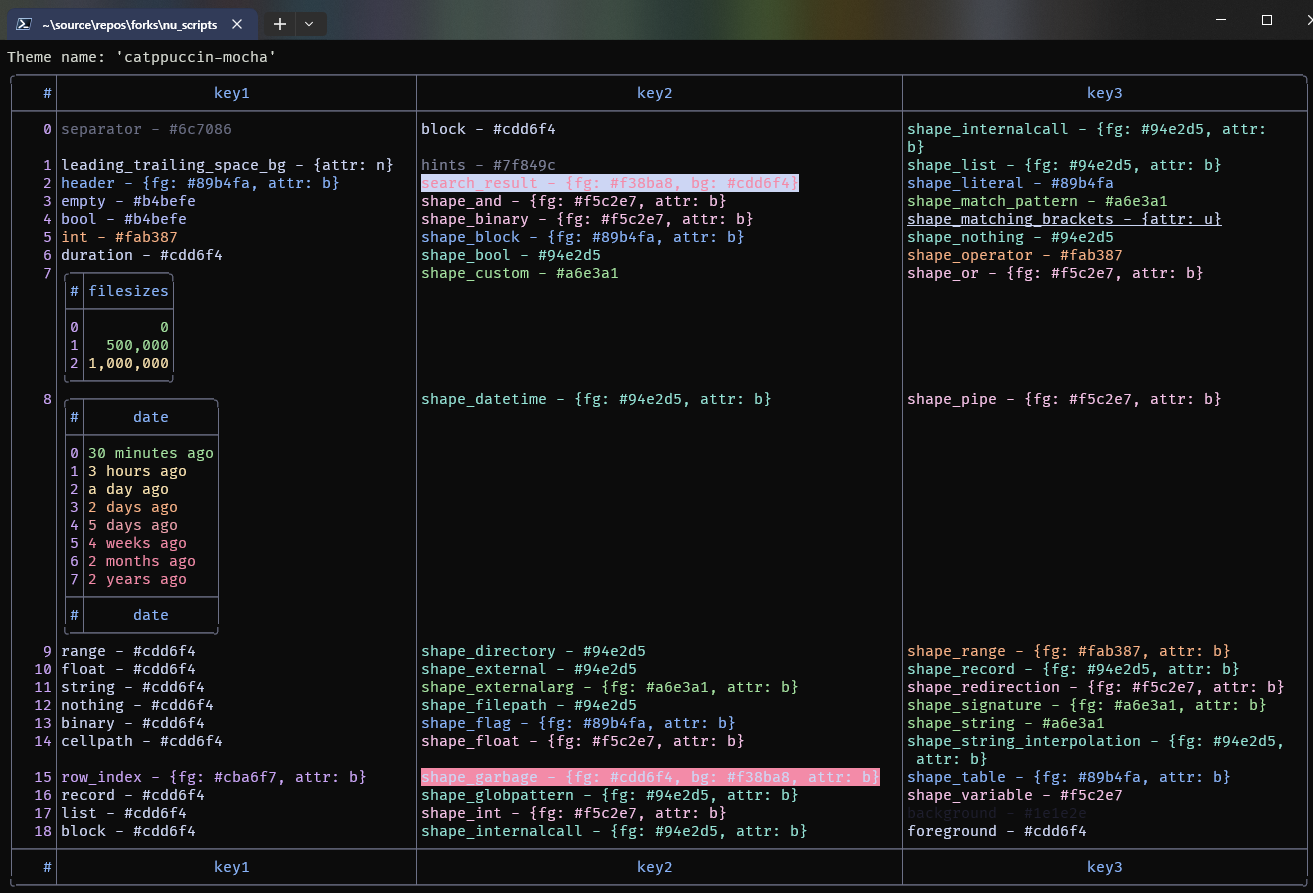 ~\source\repos\forks\nu_scripts
Theme name: 'catppuccin-mocha'
# key1 key2 key3
0 separator - #6c7086 block - #cdd6f4 shape_internalcall - {fg: #94e2d5, attr:
b}
1 leading_trailing_space_bg - {attr: n} hints - #7f849c shape_list - {fg: #94e2d5, attr: b}
2 header - {fg: #89b4fa, attr: b} search_result - {fg: #f38ba8, bg: #cdd6f4} shape_literal - #89b4fa
3 empty - #b4befe shape_and - {fg: #f5c2e7, attr: b} shape_match_pattern - #a6e3a1
4 bool - #b4befe shape_binary - {fg: #f5c2e7, attr: b} shape_matching_brackets - {attr: u}
5 int - #fab387 shape_block - {fg: #89b4fa, attr: b} shape_nothing - #94e2d5
6 duration - #cdd6f4 shape_bool - #94e2d5 shape_operator - #fab387
7 shape_custom - #a6e3a1 shape_or - {fg: #f5c2e7, attr: b}
# filesizes
0 0
1 500,000
2 1,000,000
8 shape_datetime - {fg: #94e2d5, attr: b} shape_pipe - {fg: #f5c2e7, attr: b}
# date
0 30 minutes ago
1 3 hours ago
2 a day ago
3 2 days ago
4 5 days ago
5 4 weeks ago
6 2 months ago
7 2 years ago
# date
9 range - #cdd6f4 shape_directory - #94e2d5 shape_range - {fg: #fab387, attr: b}
10 float - #cdd6f4 shape_external - #94e2d5 shape_record - {fg: #94e2d5, attr: b}
11 string - #cdd6f4 shape_externalarg - {fg: #a6e3a1, attr: b} shape_redirection - {fg: #f5c2e7, attr: b}
12 nothing - #cdd6f4 shape_filepath - #94e2d5 shape_signature - {fg: #a6e3a1, attr: b}
13 binary - #cdd6f4 shape_flag - {fg: #89b4fa, attr: b} shape_string - #a6e3a1
14 cellpath - #cdd6f4 shape_float - {fg: #f5c2e7, attr: b} shape_string_interpolation - {fg: #94e2d5,
attr: b}
15 row_index - {fg: #cba6f7, attr: b} shape_garbage - {fg: #cdd6f4, bg: #f38ba8, attr: b} shape_table - {fg: #89b4fa, attr: b}
16 record - #cdd6f4 shape_globpattern - {fg: #94e2d5, attr: b} shape_variable - #f5c2e7
17 list - #cdd6f4 shape_int - {fg: #f5c2e7, attr: b} background - #1e1e2e
18 block - #cdd6f4 shape_internalcall - {fg: #94e2d5, attr: b} foreground - #cdd6f4
# key1 key2 key3